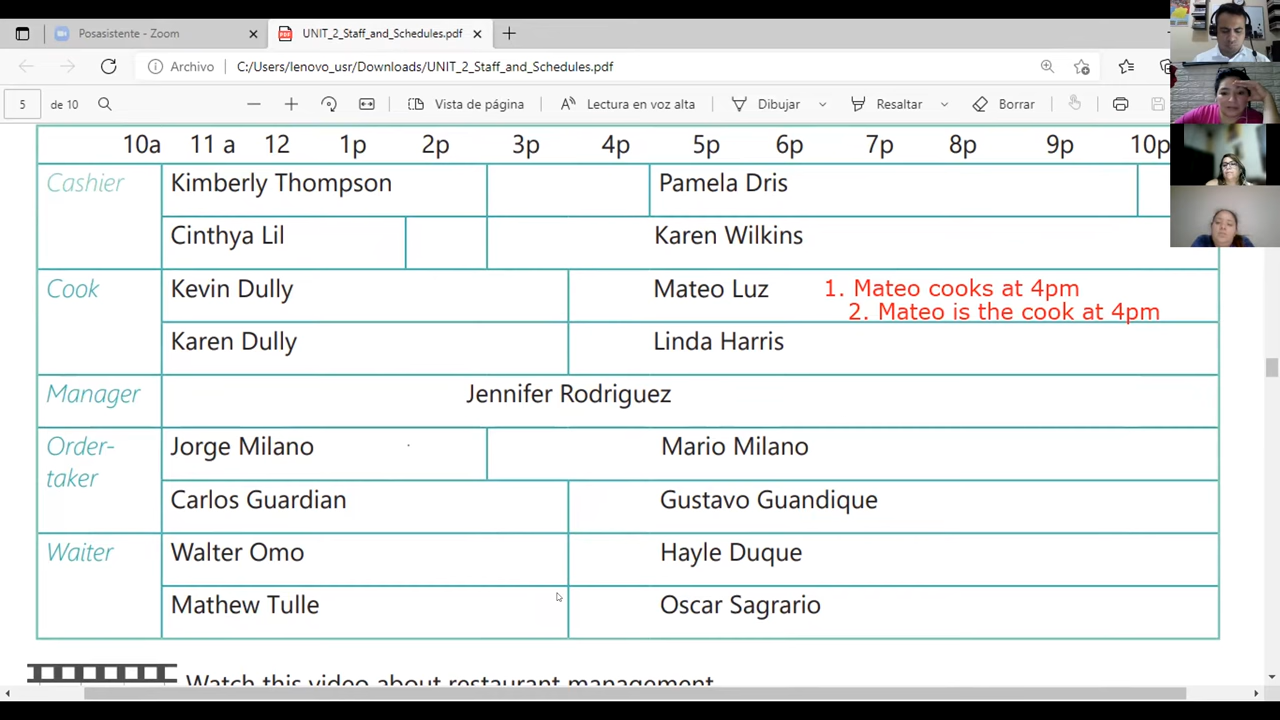 Posasistente - Zoom
UNIT_2_Staff_and_Schedules.pdf
Archivo C:/Users/lenovo_usr/Downloads/UNIT_2_Staff_and_Schedules.pdf
5 de 10 Vista de página Lectura en voz alta Dibujar Resaltar Borrar
10a 11 a 12 1p 2p 3p 4p 5p 6p 7p 8p 9p 10p
Cashier Kimberly Thompson Pamela Dris
Cinthya Lil Karen Wilkins
Cook Kevin Dully Mateo Luz 1. Mateo cooks at 4pm
2. Mateo is the cook at 4pm
Karen Dully Linda Harris
Manager Jennifer Rodriguez
Order-
taker
Jorge Milano Mario Milano
Carlos Guardian Gustavo Guandique
Waiter Walter Omo Hayle Duque
Mathew Tulle Oscar Sagrario
Watch this video about restaurant management